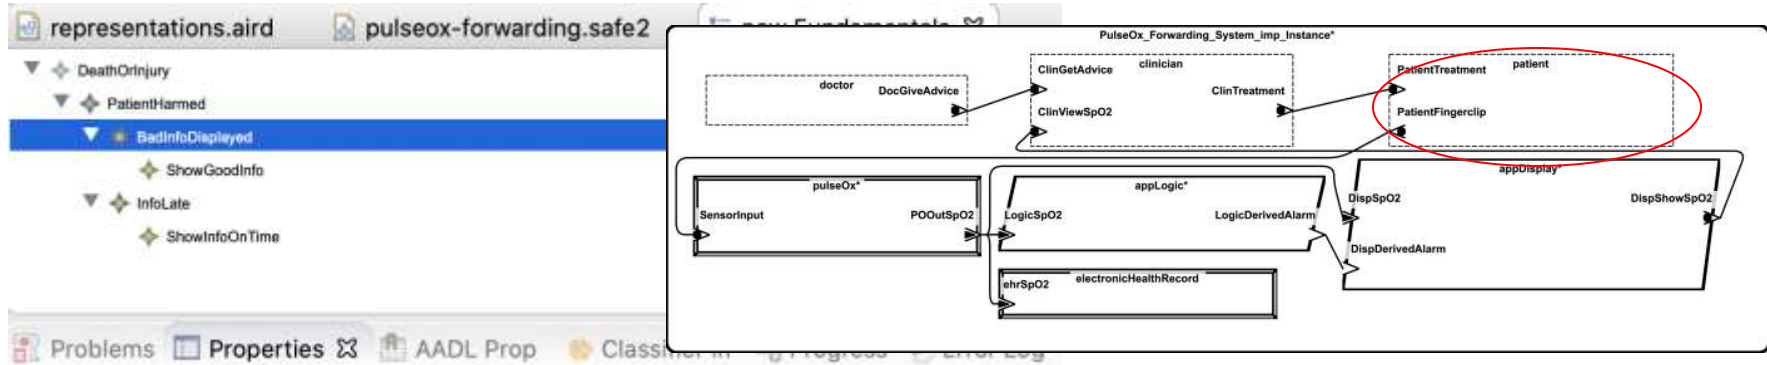 representations.aird
pulseox-forwarding.safe2
DeathOrInjury
PatientHarmed
BadInfoDisplayed
ShowGoodInfo
InfoLate
ShowInfoOnTime
Problems
Properties
AADL Prop
PulseOx_Forwarding_System_imp_Instance*
doctor
DocGiveAdvice
clinician
ClinGetAdvice
ClinViewSpO2
ClinTreatment
patient
PatientTreatment
PatientFingerclip
pulseOx*
SensorInput
POOutSpO2
appLogic*
LogicSpO2
LogicDerivedAlarm
appDisplay*
DispSpO2
DispShowSpO2
DispDerivedAlarm
electronicHealthRecord
ehrSpO2